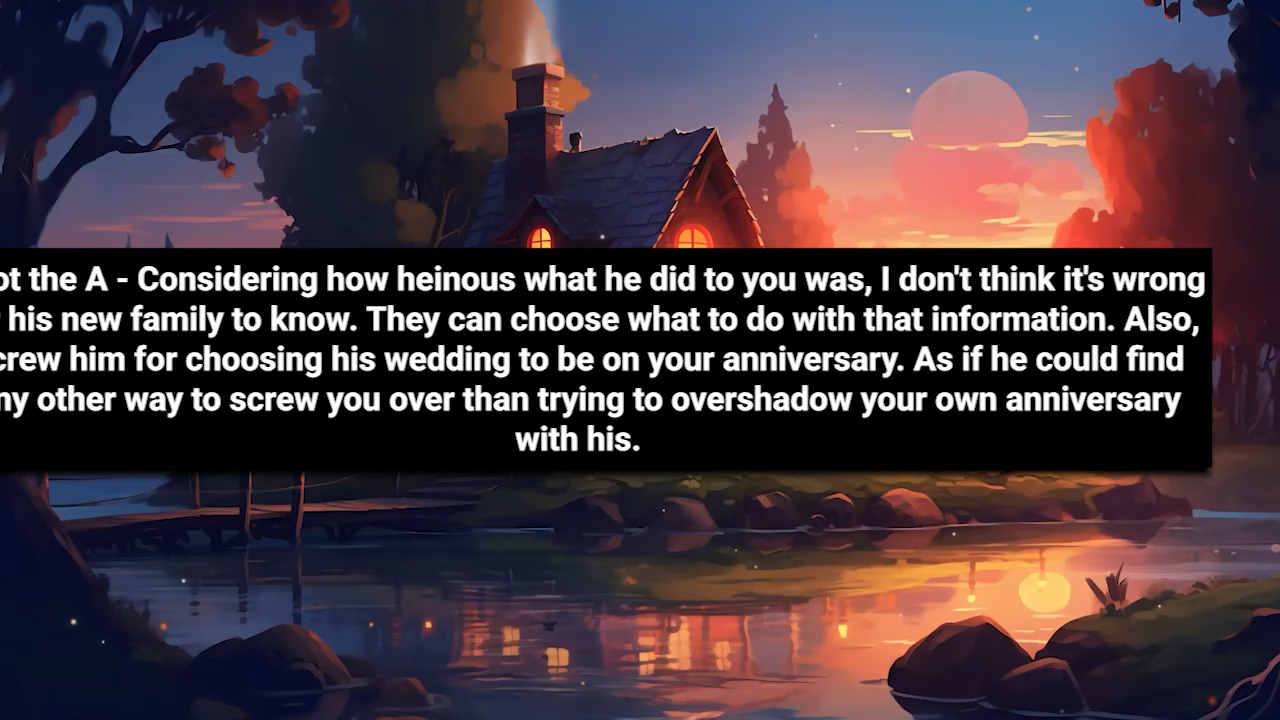 ot the A - Considering how heinous what he did to you was, I don't think it's wrong
his new family to know. They can choose what to do with that information. Also,
crew him for choosing his wedding to be on your anniversary. As if he could find
ny other way to screw you over than trying to overshadow your own anniversary
with his.